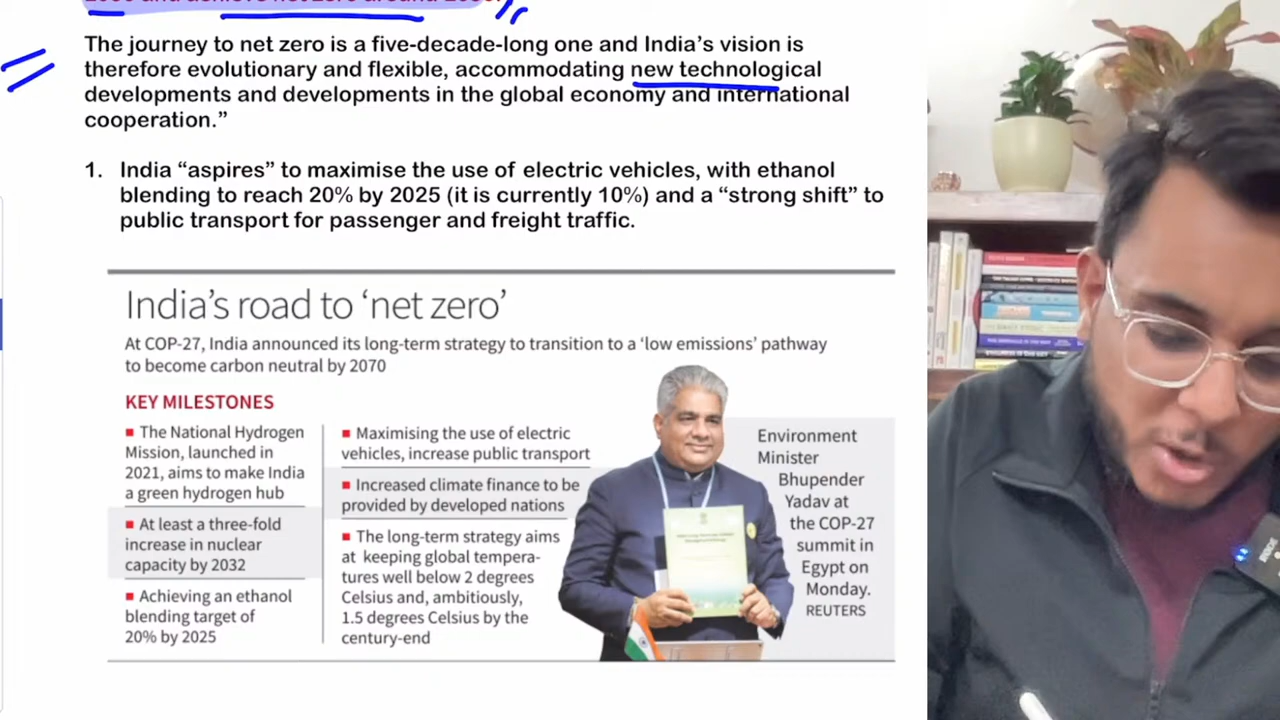 The journey to net zero is a five-decade-long one and India's vision is
therefore evolutionary and flexible, accommodating new technological
developments and developments in the global economy and international
cooperation."
1. India "aspires" to maximise the use of electric vehicles, with ethanol
blending to reach 20% by 2025 (it is currently 10%) and a "strong shift" to
public transport for passenger and freight traffic.
India's road to 'net zero'
At COP-27, India announced its long-term strategy to transition to a 'low emissions' pathway
to become carbon neutral by 2070
KEY MILESTONES
The National Hydrogen
Mission, launched in
2021, aims to make India
a green hydrogen hub
At least a three-fold
increase in nuclear
capacity by 2032
Achieving an ethanol
blending target of
20% by 2025
Maximising the use of electric
vehicles, increase public transport
Increased climate finance to be
provided by developed nations
The long-term strategy aims
at keeping global tempera-
tures well below 2 degrees
Celsius and, ambitiously,
1.5 degrees Celsius by the
century-end
Environment
Minister
Bhupender
Yadav at
the COP-27
summit in
Egypt on
Monday.
REUTERS